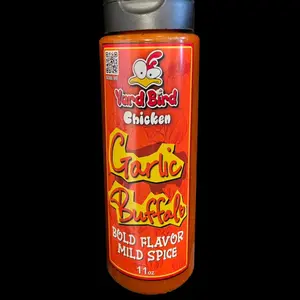 Yard Bird
Chicken
Garlic
Buffalo
BOLD FLAVOR
MILD SPICE
11 oz